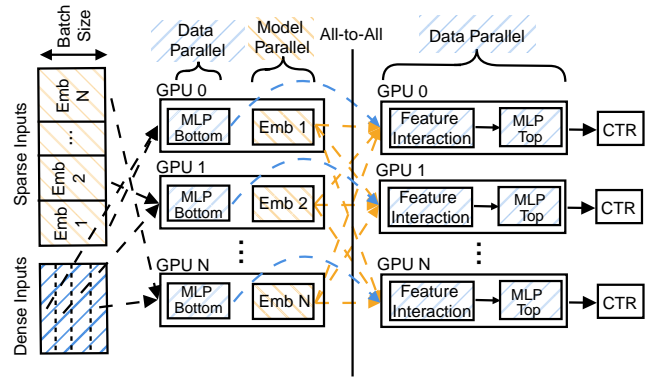 Batch
Size
Data
Parallel
Model
Parallel
All-to-All
Data Parallel
Sparse Inputs
Emb
N
...
Emb
2
Emb
1
Dense Inputs
GPU 0
MLP
Bottom
Emb 1
GPU 1
MLP
Bottom
Emb 2
GPU N
MLP
Bottom
Emb N
GPU 0
Feature
Interaction
MLP
Top
CTR
GPU 1
Feature
Interaction
MLP
Top
CTR
GPU N
Feature
Interaction
MLP
Top
CTR